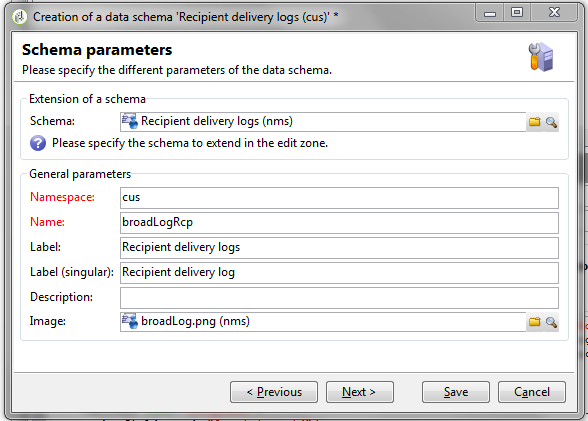 Creation of a data schema 'Recipient delivery logs (cus)' *
Schema parameters
Please specify the different parameters of the data schema.
Extension of a schema
Schema: Recipient delivery logs (nms)
Please specify the schema to extend in the edit zone.
General parameters
Namespace: cus
Name: broadLogRcp
Label: Recipient delivery logs
Label (singular): Recipient delivery log
Description:
Image: broadLog.png (nms)
< Previous Next > Save Cancel